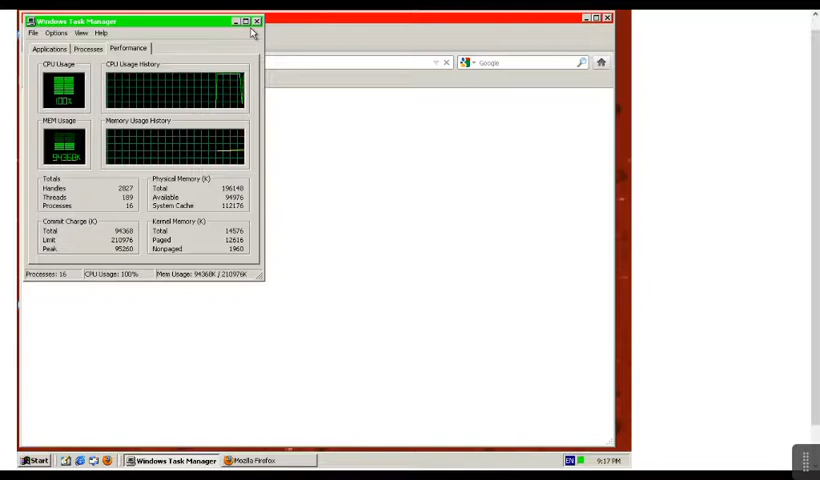 Windows Task Manager
File Options View Help
Google
Applications Processes Performance
CPU Usage CPU Usage History
100%
MEM Usage Memory Usage History
94368K
Totals Physical Memory (K)
Handles 2827 Total 196148
Threads 189 Available 94976
Processes 16 System Cache 112176
Commit Charge (K) Kernel Memory (K)
Total 94368 Total 14576
Limit 210976 Paged 12616
Peak 95260 Nonpaged 1960
Processes: 16 CPU Usage: 100% Mem Usage: 94368K / 210976K
Start Windows Task Manager Mozilla Firefox EN 9:17 PM